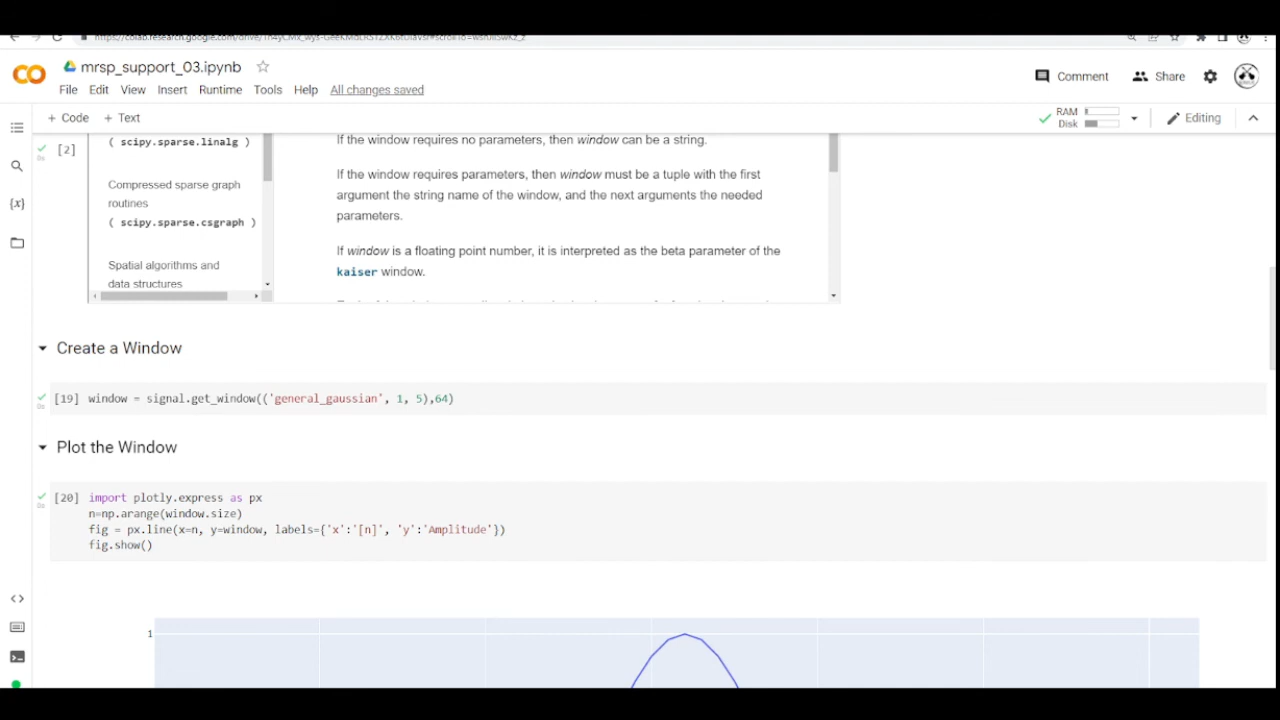 mrsp_support_03.ipynb
File Edit View Insert Runtime Tools Help All changes saved
Comment Share
+ Code + Text
RAM
Disk
Editing
[2]
( scipy.sparse.linalg )
Compressed sparse graph
routines
( scipy.sparse.csgraph )
Spatial algorithms and
data structures
If the window requires no parameters, then window can be a string.
If the window requires parameters, then window must be a tuple with the first
argument the string name of the window, and the next arguments the needed
parameters.
If window is a floating point number, it is interpreted as the beta parameter of the
kaiser window.
Create a Window
[19] window = signal.get_window(('general_gaussian', 1, 5),64)
Plot the Window
[20] import plotly.express as px
n=np.arange(window.size)
fig = px.line(x=n, y=window, labels={'x':'[n]', 'y':'Amplitude'})
fig.show()
1